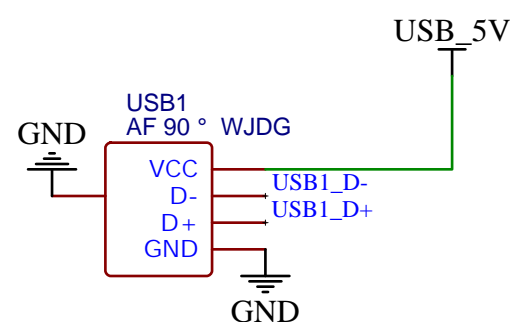 USB_5V
USB1
AF 90 ° WJDG
GND
VCC
USB1_D-
D-
USB1_D+
D+
GND
GND